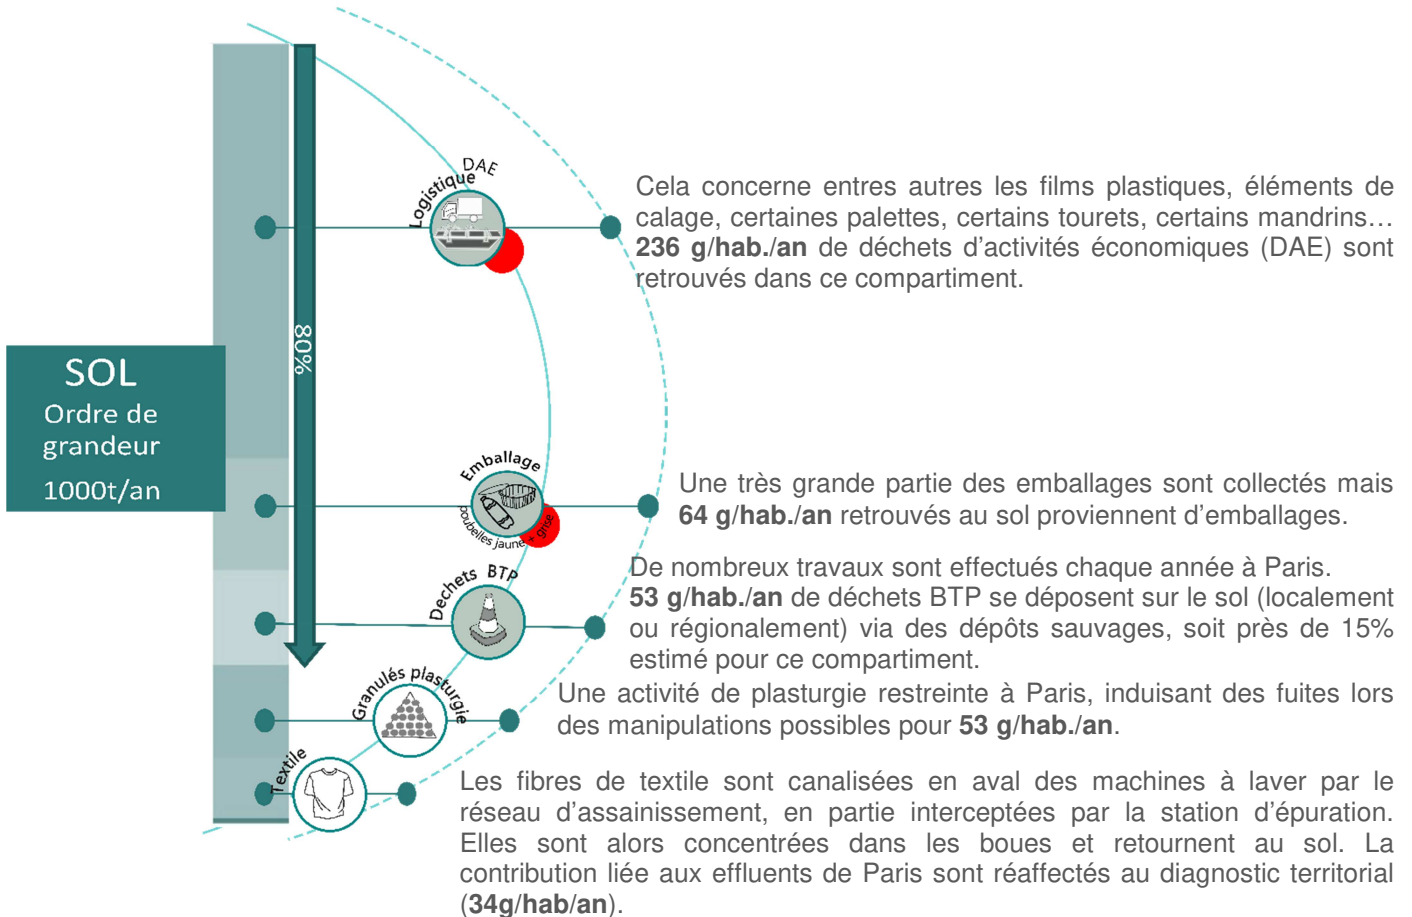 DAE
Logistique
Cela concerne entres autres les films plastiques, éléments de
calage, certaines palettes, certains tourets, certains mandrins…
236 g/hab./an de déchets d’activités économiques (DAE) sont
retrouvés dans ce compartiment.
80%
SOL
Ordre de
grandeur
1000t/an
Emballage
poubelles jaune + grise
Une très grande partie des emballages sont collectés mais
64 g/hab./an retrouvés au sol proviennent d’emballages.
Dechets BTP
De nombreux travaux sont effectués chaque année à Paris.
53 g/hab./an de déchets BTP se déposent sur le sol (localement
ou régionalement) via des dépôts sauvages, soit près de 15%
estimé pour ce compartiment.
Granulés plasturgie
Une activité de plasturgie restreinte à Paris, induisant des fuites lors
des manipulations possibles pour 53 g/hab./an.
Textile
Les fibres de textile sont canalisées en aval des machines à laver par le
réseau d’assainissement, en partie interceptées par la station d’épuration.
Elles sont alors concentrées dans les boues et retournent au sol. La
contribution liée aux effluents de Paris sont réaffectés au diagnostic territorial
(34g/hab/an).